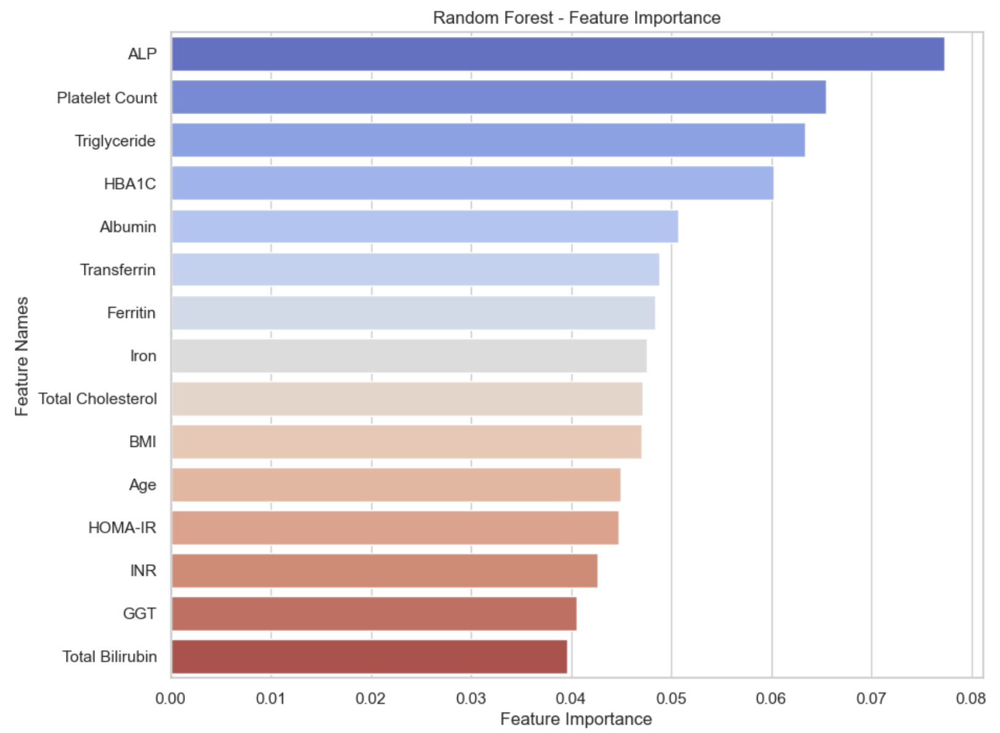 Random Forest - Feature Importance
ALP
Platelet Count
Triglyceride
HBA1C
Albumin
Transferrin
Ferritin
Iron
Total Cholesterol
BMI
Age
HOMA-IR
INR
GGT
Total Bilirubin
Feature Names
0.00 0.01 0.02 0.03 0.04 0.05 0.06 0.07 0.08
Feature Importance